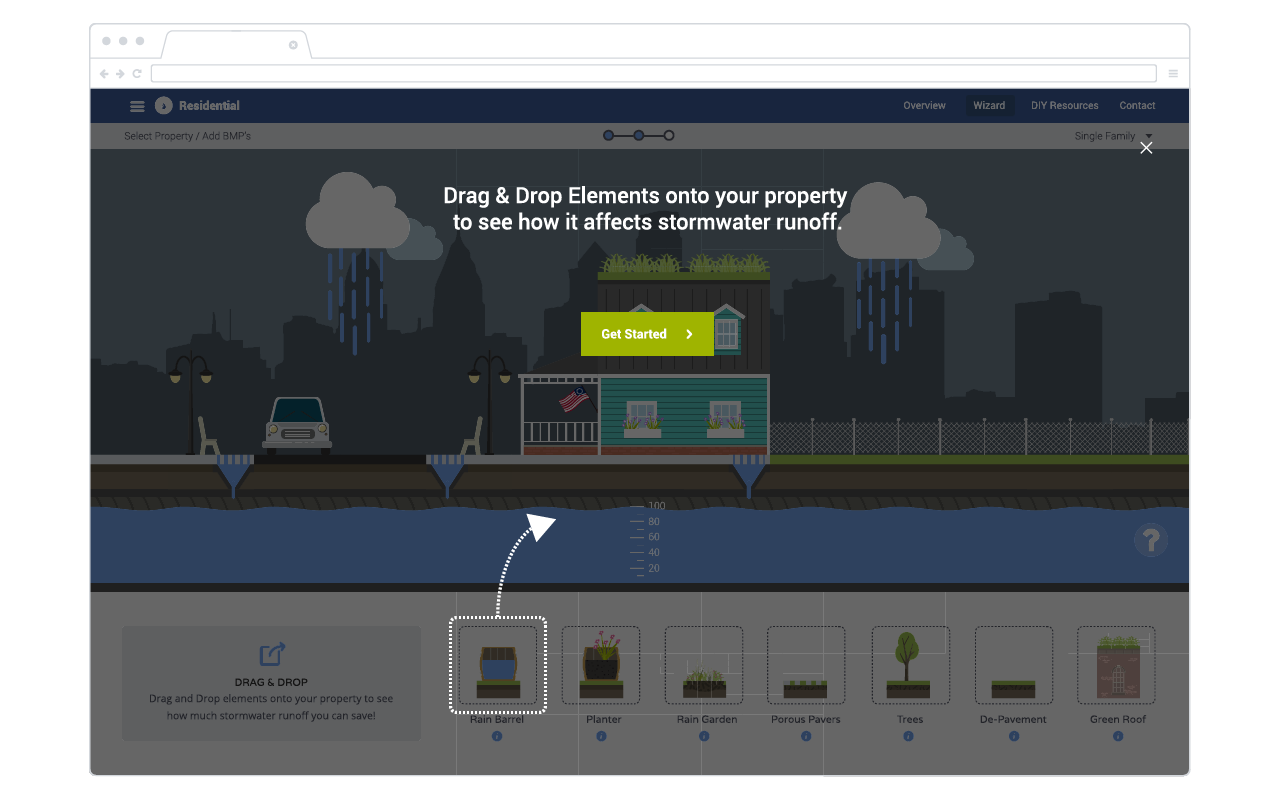 Residential
Overview
Wizard
DIY Resources
Contact
Select Property / Add BMP's
Single Family
Drag & Drop Elements onto your property
to see how it affects stormwater runoff.
Get Started
100
80
60
40
20
?
DRAG & DROP
Drag and Drop elements onto your property to see
how much stormwater runoff you can save!
Rain Barrel
Planter
Rain Garden
Porous Pavers
Trees
De-Pavement
Green Roof